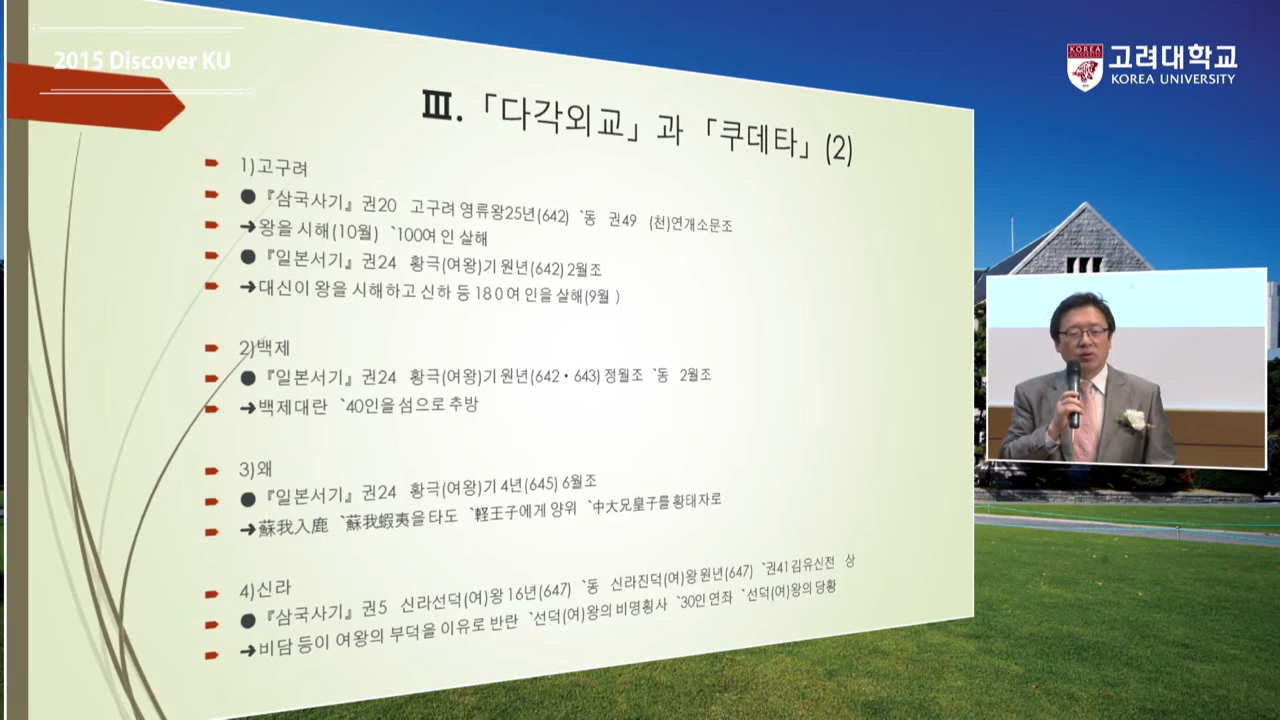 2015 Discover KU
KOREA UNIVERSITY
고려대학교
KOREA UNIVERSITY
Ⅲ.「다각외교」과 「쿠데타」(2)
1)고구려
●『삼국사기』권20 고구려 영류왕25년(642) `동 권49 (천)연개소문조
➔왕을 시해(10월) `100여 인 살해
●『일본서기』권24 황극(여왕)기 원년(642) 2월조
➔대신이 왕을 시해하고 신하 등 180여 인을 살해(9월 )
2)백제
●『일본서기』권24 황극(여왕)기 원년(642・643) 정월조 `동 2월조
➔백제대란 `40인을 섬으로 추방
3)왜
●『일본서기』권24 황극(여왕)기 4년(645) 6월조
➔蘇我入鹿 `蘇我蝦夷을 타도 `軽王子에게 양위 `中大兄皇子를 황태자로
4)신라
●『삼국사기』권5 신라선덕(여)왕 16년(647) `동 신라진덕(여)왕 원년(647) `권41김유신전 상
➔비담 등이 여왕의 부덕을 이유로 반란 `선덕(여)왕의 비명횡사 `30인 연좌 `선덕(여)왕의 당황